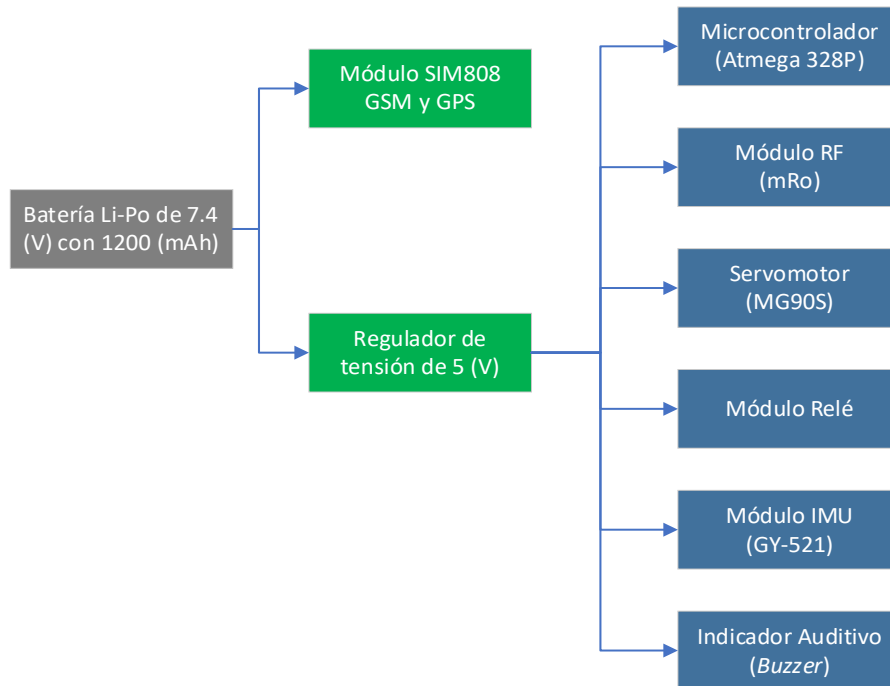 Microcontrolador
(Atmega 328P)
Módulo SIM808
GSM y GPS
Módulo RF
(mRo)
Batería Li-Po de 7.4
(V) con 1200 (mAh)
Servomotor
(MG90S)
Regulador de
tensión de 5 (V)
Módulo Relé
Módulo IMU
(GY-521)
Indicador Auditivo
(Buzzer)